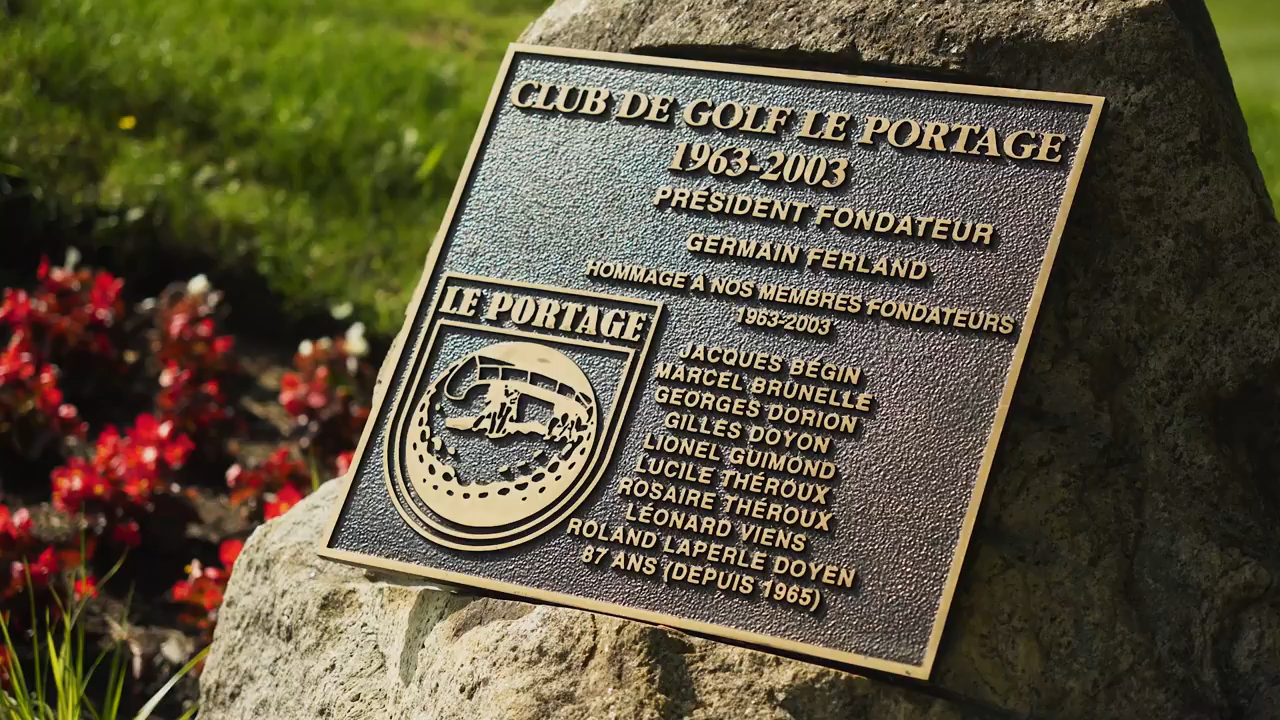 CLUB DE GOLF LE PORTAGE
1963-2003
PRÉSIDENT FONDATEUR
GERMAIN FERLAND
HOMMAGE A NOS MEMBRES FONDATEURS
1963-2003
LE PORTAGE
JACQUES BÉGIN
MARCEL BRUNELLE
GEORGES DORION
GILLES DOYON
LIONEL GUIMOND
LUCILE THÉROUX
ROSAIRE THÉROUX
LÉONARD VIENS
ROLAND LAPERLE DOYEN
87 ANS (DEPUIS 1965)